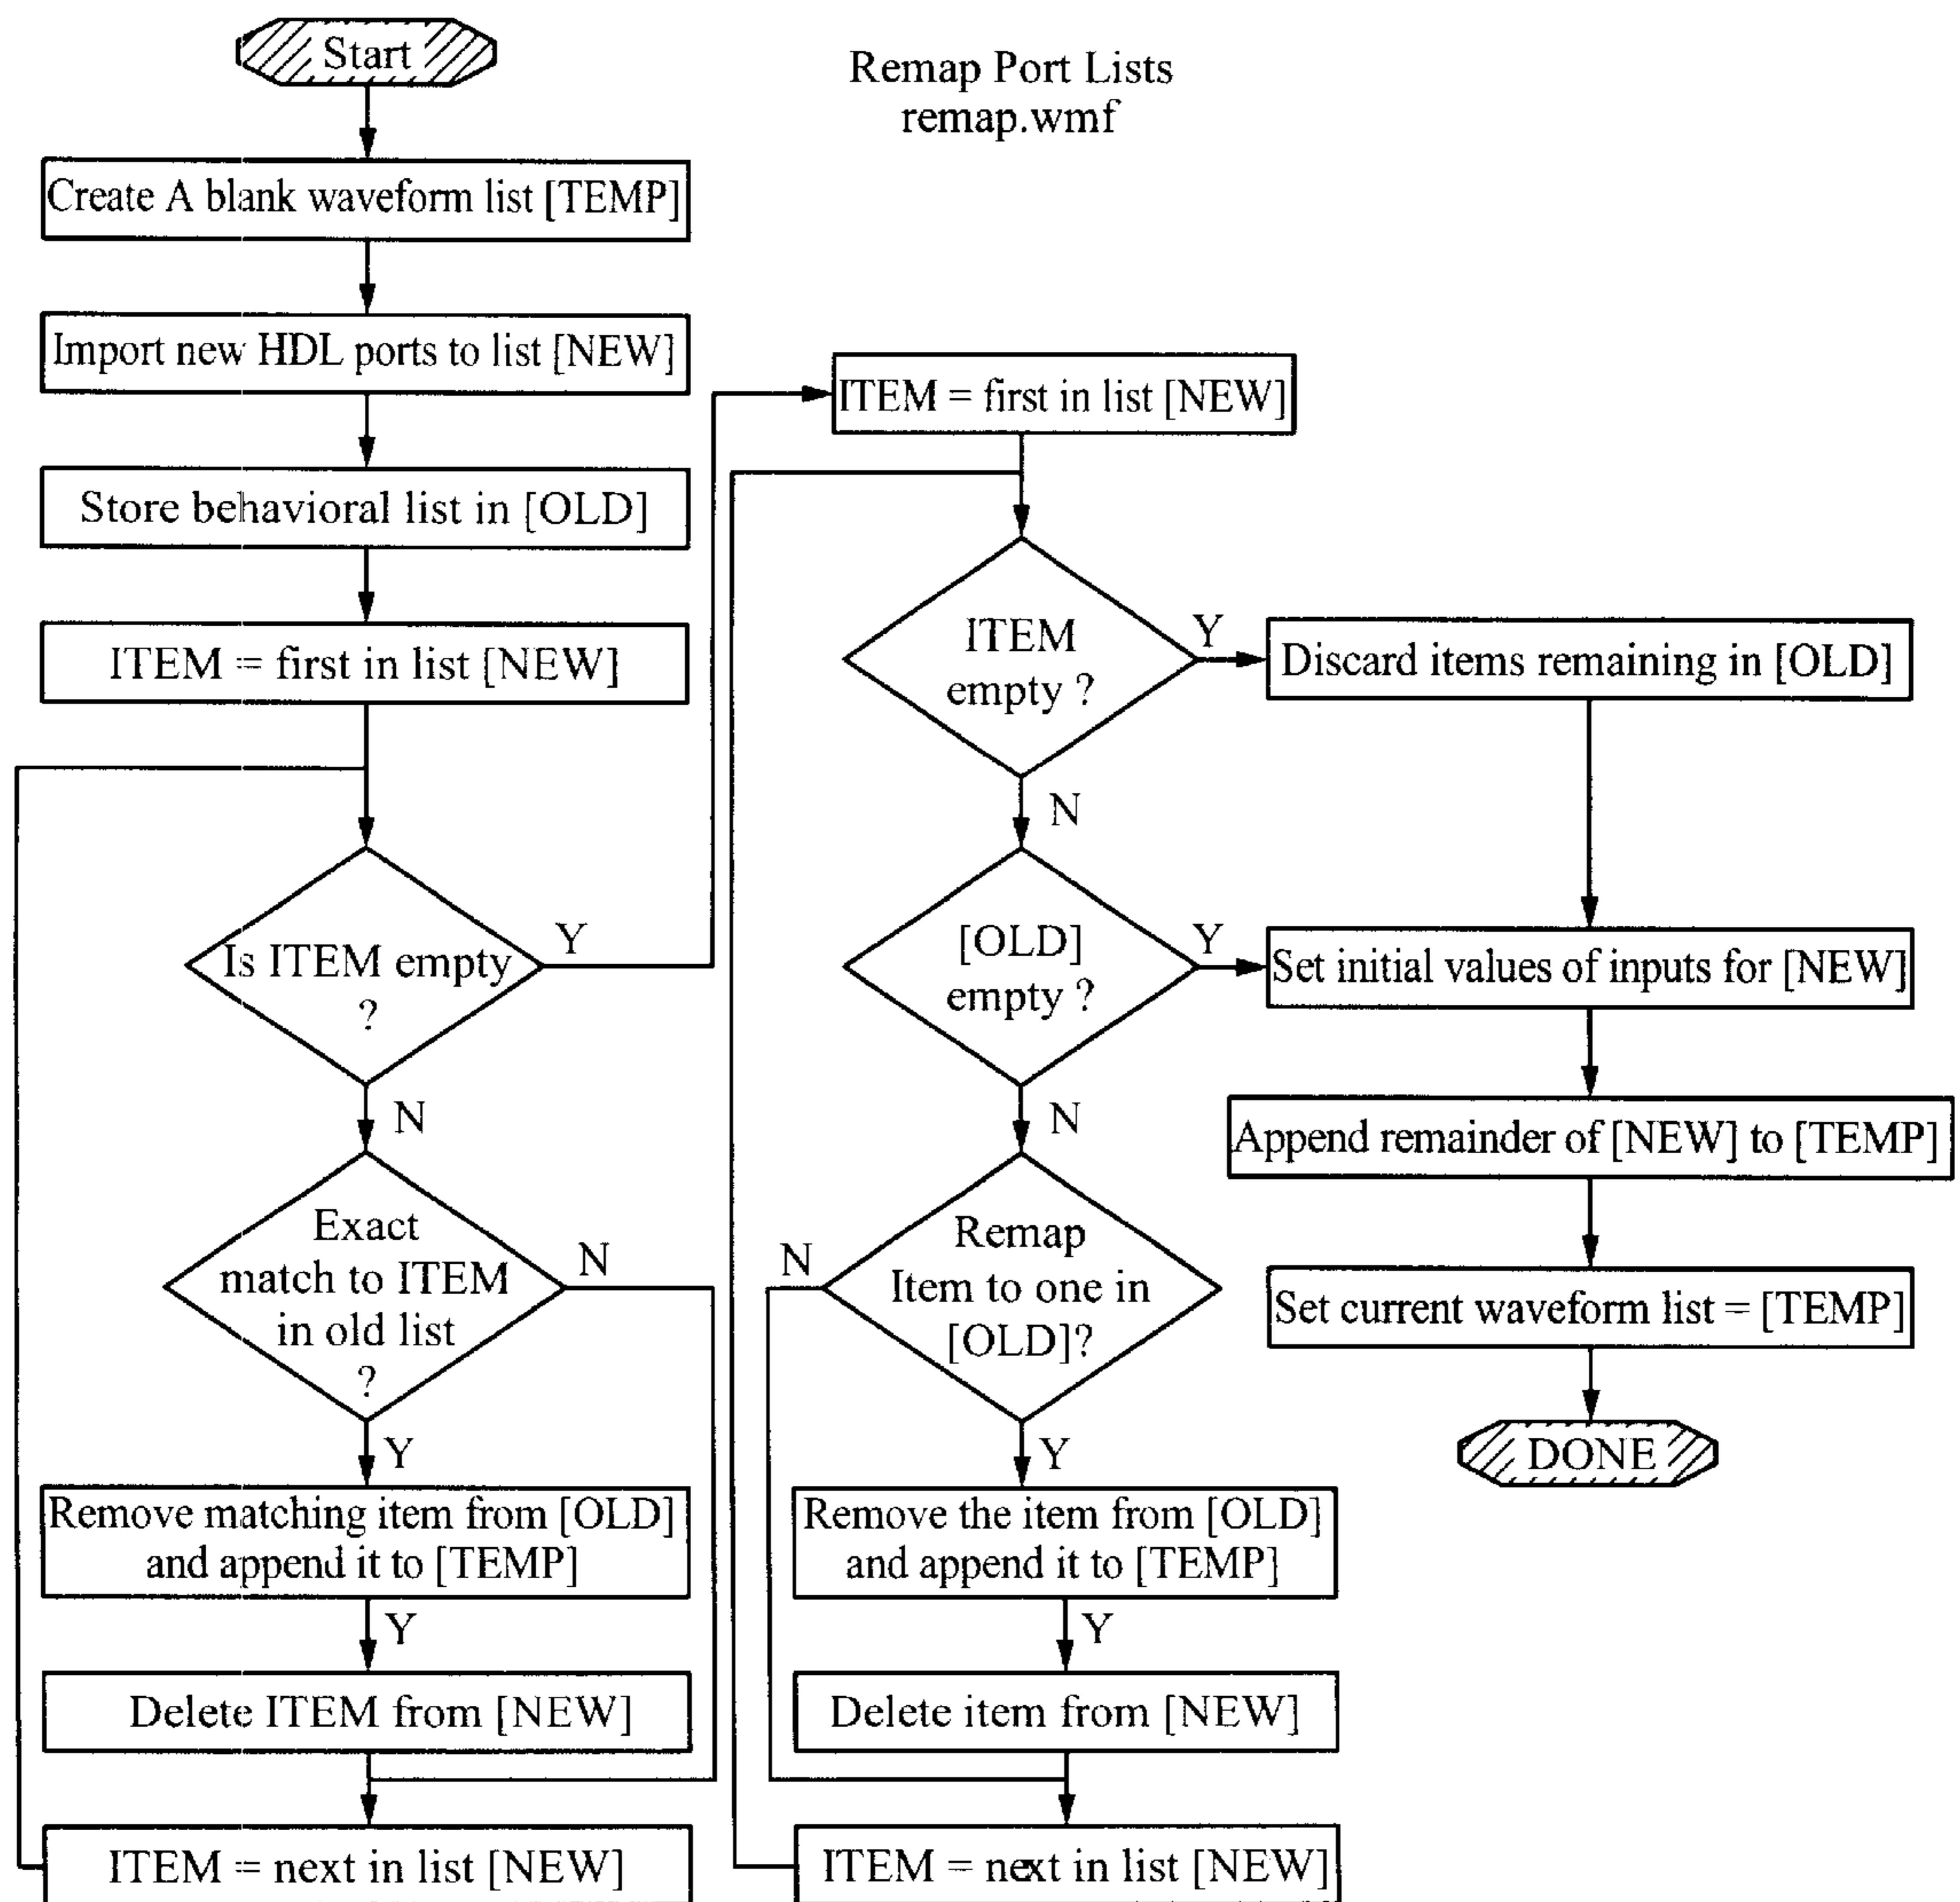 Start
Remap Port Lists
remap.wmf
Create A blank waveform list [TEMP]
Import new HDL ports to list [NEW]
Store behavioral list in [OLD]
ITEM = first in list [NEW]
Is ITEM empty
?
Y
N
Exact
match to ITEM
in old list
?
N
Y
Remove matching item from [OLD]
and append it to [TEMP]
Y
Delete ITEM from [NEW]
ITEM = next in list [NEW]
ITEM = first in list [NEW]
ITEM
empty ?
Y
N
[OLD]
empty ?
Y
N
Remap
Item to one in
[OLD]?
N
Y
Remove the item from [OLD]
and append it to [TEMP]
Y
Delete item from [NEW]
ITEM = next in list [NEW]
Discard items remaining in [OLD]
Set initial values of inputs for [NEW]
Append remainder of [NEW] to [TEMP]
Set current waveform list = [TEMP]
DONE